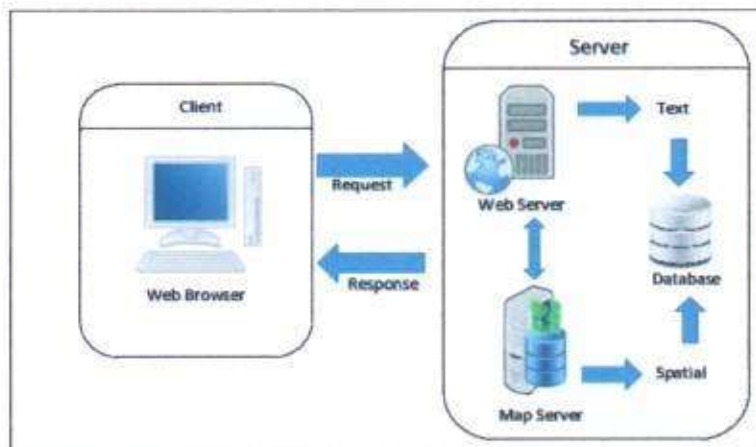 Server
Client
Text
Request
Web Server
Response
Database
Web Browser
Spatial
Map Server